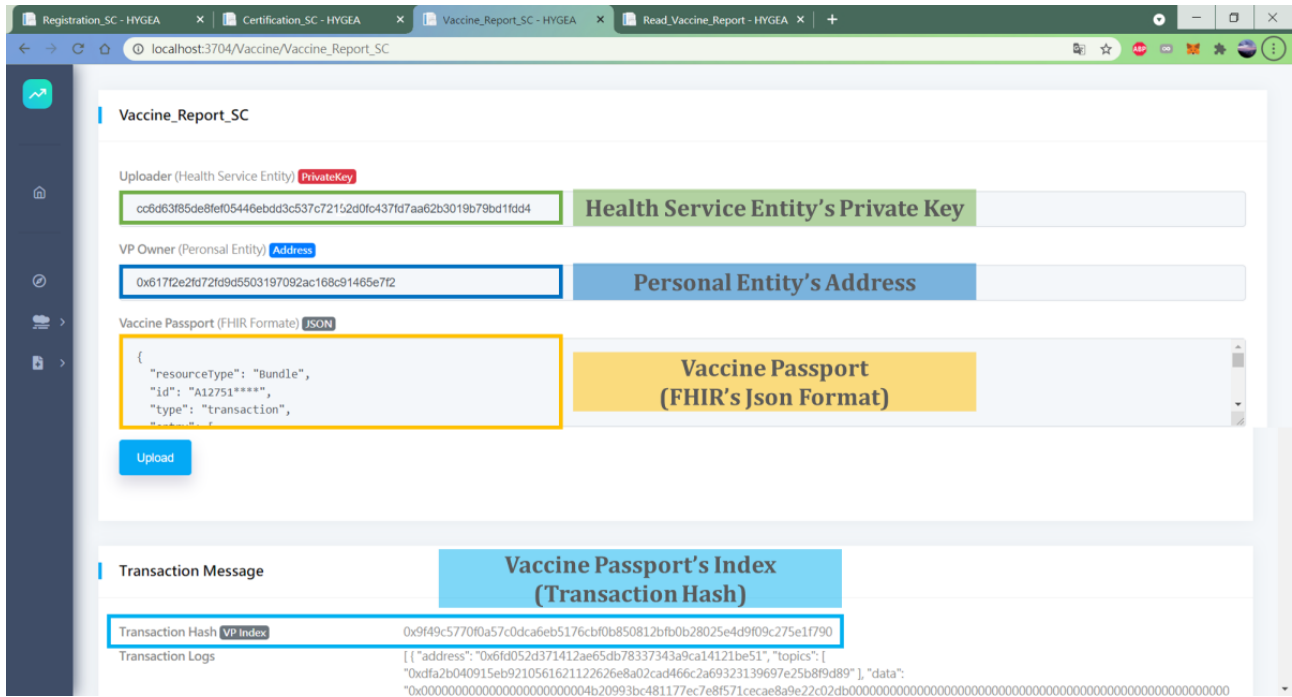 Registration_SC - HYGEA
Certification_SC - HYGEA
Vaccine_Report_SC - HYGEA
Read_Vaccine_Report - HYGEA
localhost:3704/Vaccine/Vaccine_Report_SC
ABP
Vaccine_Report_SC
Uploader (Health Service Entity) PrivateKey
cc6d63f85de8fef05446ebdd3c537c72152d0fc437fd7aa62b3019b79bd1fdd4
Health Service Entity's Private Key
VP Owner (Peronsal Entity) Address
0x617f2e2fd72fd9d5503197092ac168c91465e7f2
Personal Entity's Address
Vaccine Passport (FHIR Formate) JSON
{
"resourceType": "Bundle",
"id": "A12751****",
"type": "transaction",
"entry": [
Vaccine Passport
(FHIR's Json Format)
Upload
Transaction Message
Vaccine Passport's Index
(Transaction Hash)
Transaction Hash VP Index
0x9f49c5770f0a57c0dca6eb5176cbf0b850812bfb0b28025e4d9f09c275e1f790
Transaction Logs
[ { "address": "0x6fd052d371412ae65db78337343a9ca14121be51", "topics": [
"0xdfa2b040915eb9210561621122626e8a02cad466c2a69323139697e25b8f9d89" ], "data":